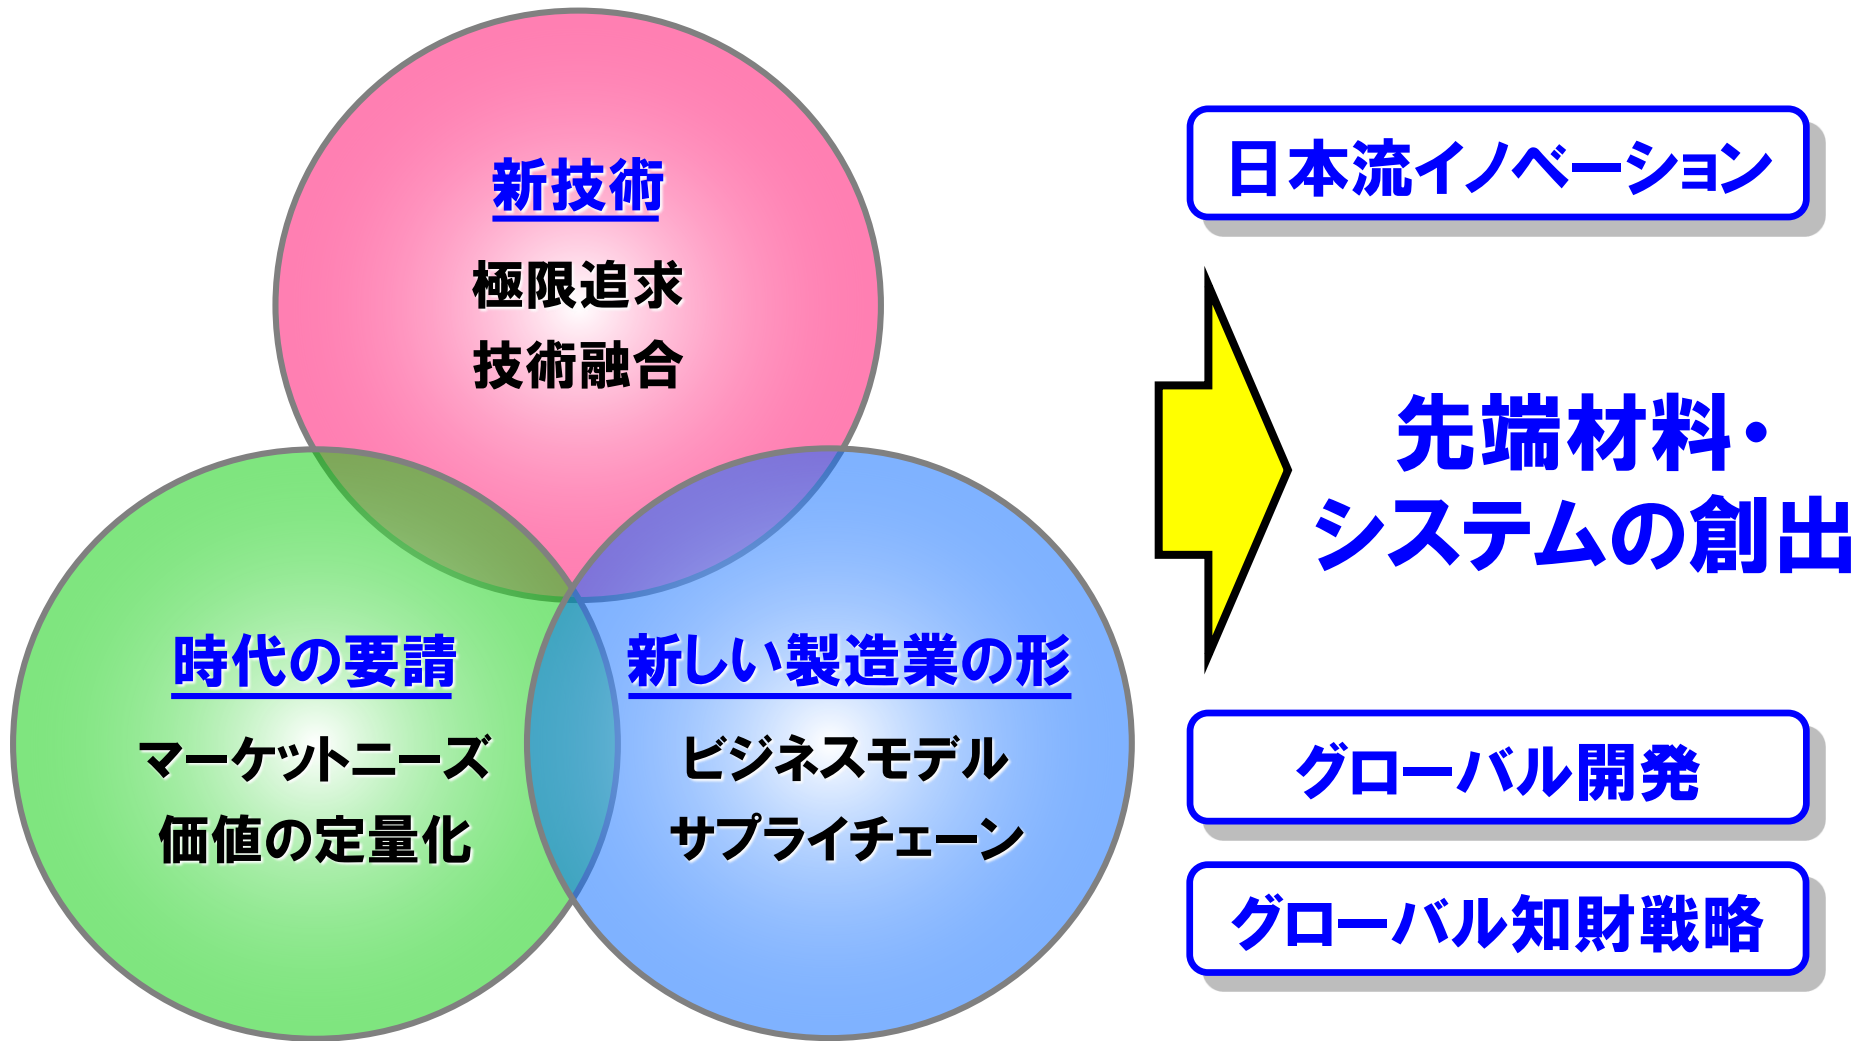 新技術
極限追求
技術融合
時代の要請
マーケットニーズ
価値の定量化
新しい製造業の形
ビジネスモデル
サプライチェーン
日本流イノベーション
先端材料・
システムの創出
グローバル開発
グローバル知財戦略